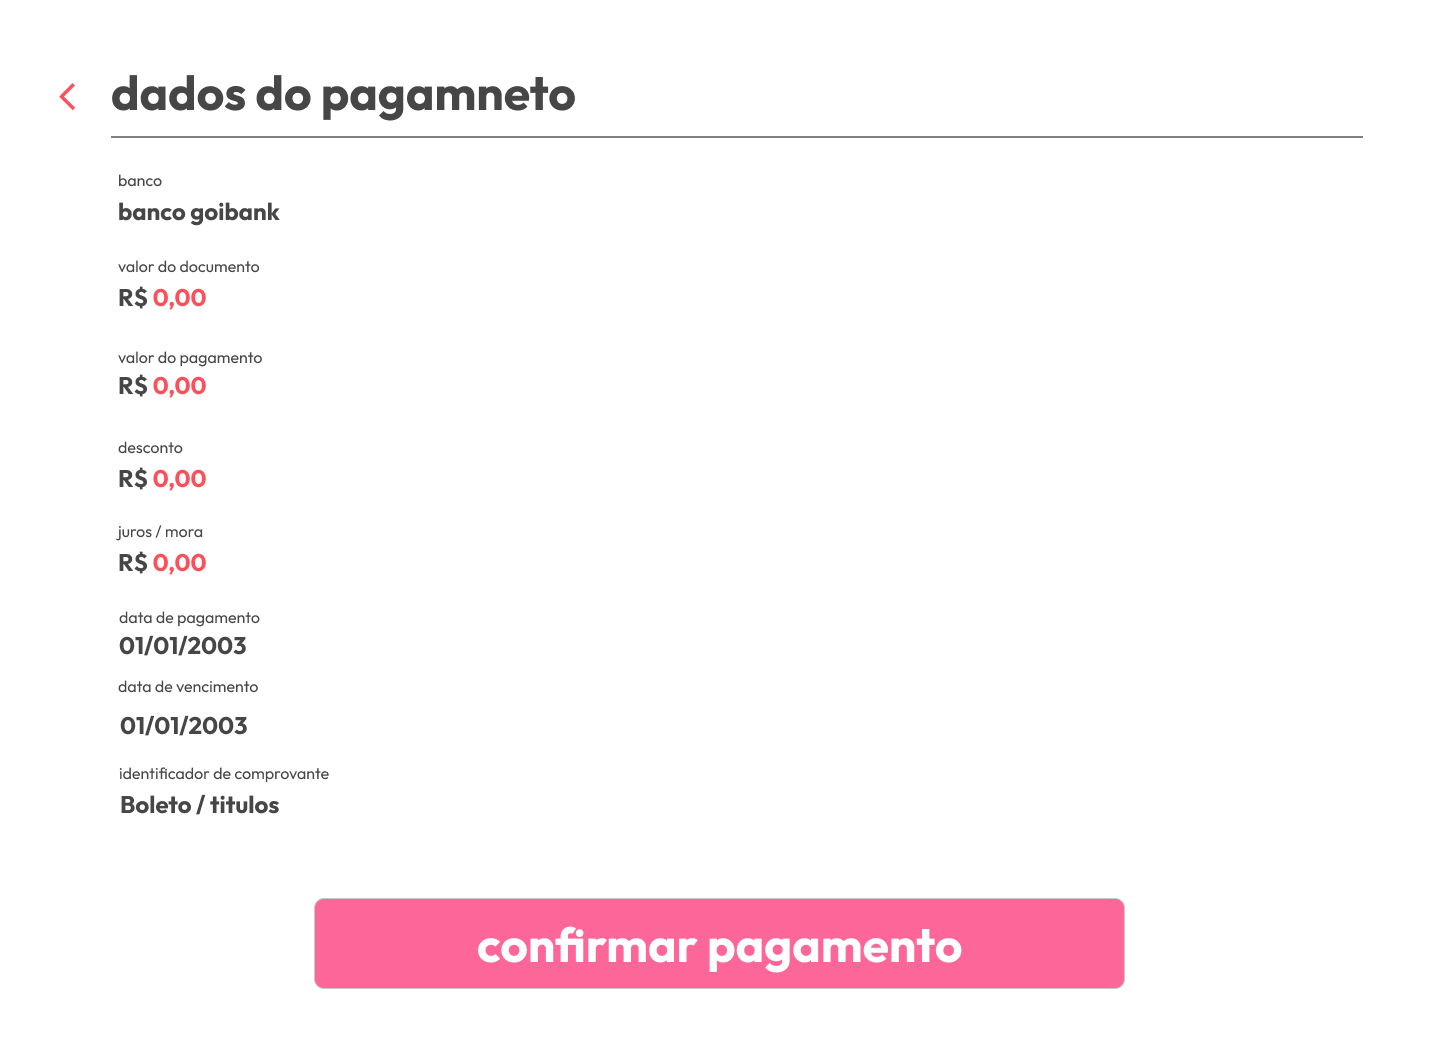 dados do pagamneto
banco
banco goibank
valor do documento
R$ 0,00
valor do pagamento
R$ 0,00
desconto
R$ 0,00
juros / mora
R$ 0,00
data de pagamento
01/01/2003
data de vencimento
01/01/2003
identificador de comprovante
Boleto / titulos
confirmar pagamento